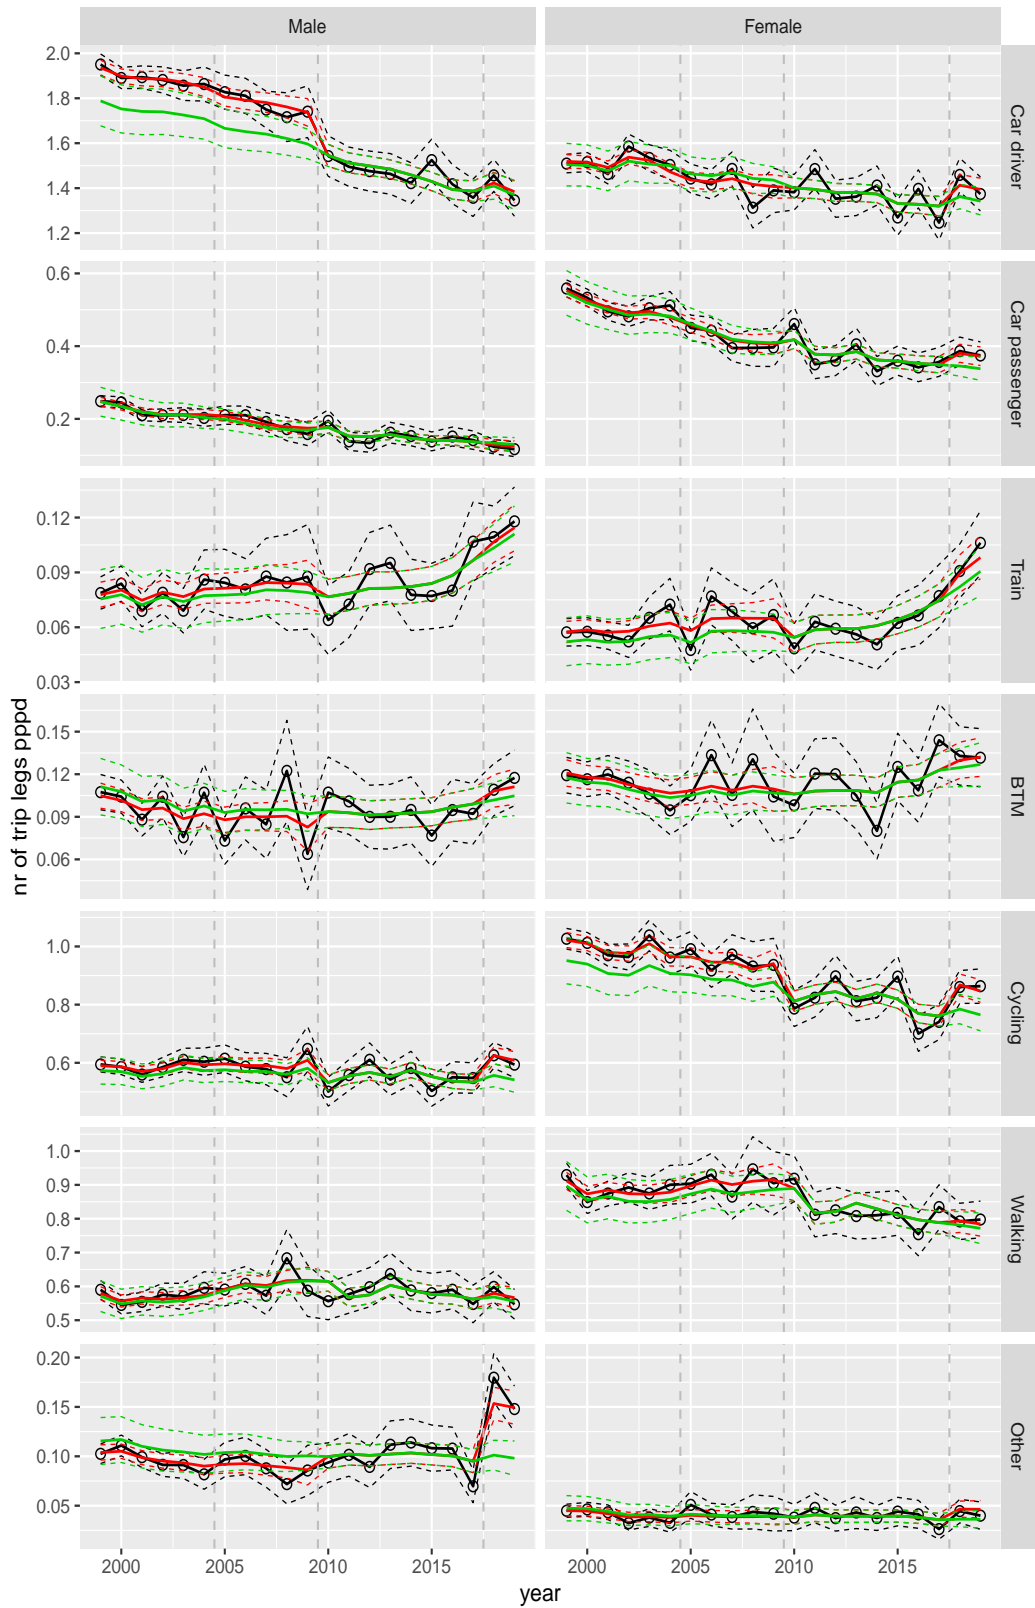 Male Female
2.0
1.8
1.6
1.4
1.2
Car driver
0.6
0.4
0.2
Car passenger
0.12
0.09
0.06
0.03
Train
0.15
0.12
0.09
0.06
BTM
1.0
0.8
0.6
Cycling
1.0
0.9
0.8
0.7
0.6
0.5
Walking
0.20
0.15
0.10
0.05
Other
nr of trip legs pppd
2000 2005 2010 2015 2000 2005 2010 2015
year